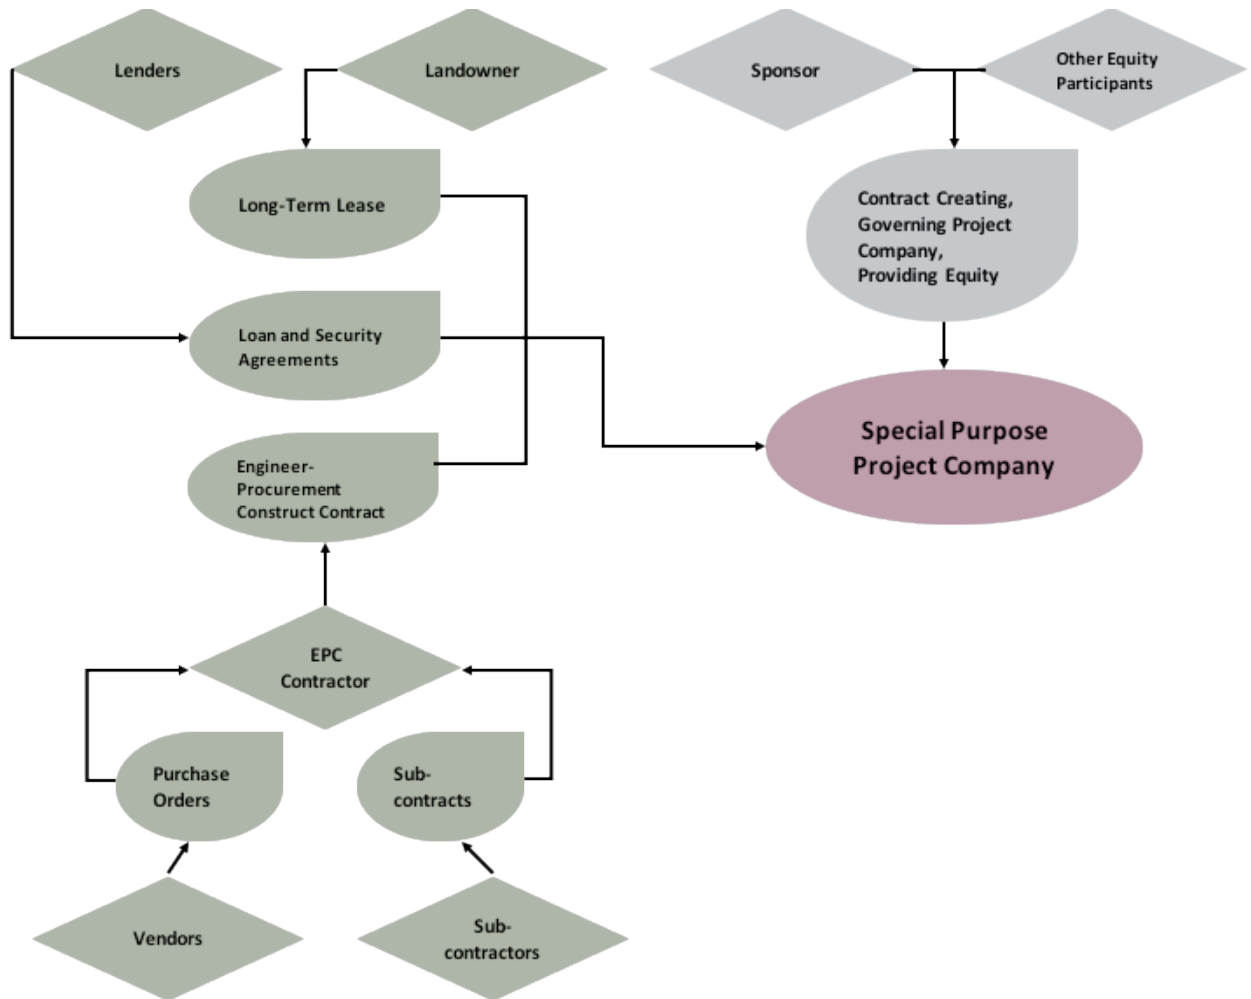 Lenders
Landowner
Sponsor
Other Equity
Participants
Long-Term Lease
Contract Creating,
Governing Project
Company,
Providing Equity
Loan and Security
Agreements
Special Purpose
Project Company
Engineer-
Procurement
Construct Contract
EPC
Contractor
Purchase
Orders
Sub-
contracts
Vendors
Sub-
contractors